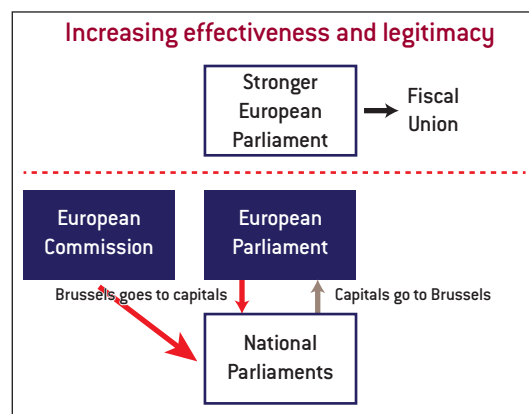 Increasing effectiveness and legitimacy
Stronger
European
Parliament
Fiscal
Union
European
Commission
European
Parliament
Brussels goes to capitals
Capitals go to Brussels
National
Parliaments